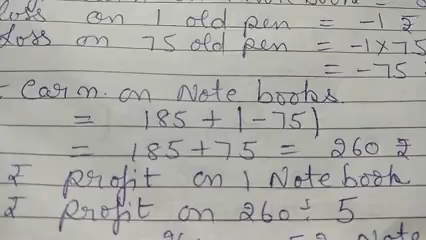 loss on 1 old pen = -1 ₹
loss on 75 old pen = -1×75
= -75
Earn. on Note books.
= 185 + |-75|
= 185+75 = 260 ₹
₹ profit on 1 Note book
₹ profit on 260 ÷ 5
Note